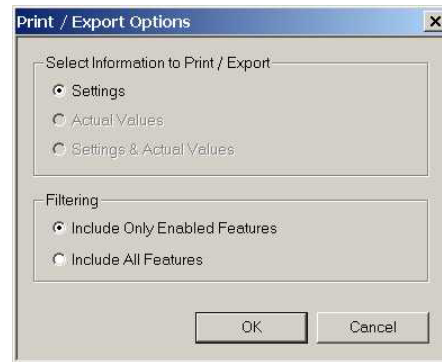 Print / Export Options
Select Information to Print / Export
Settings
Actual Values
Settings & Actual Values
Filtering
Include Only Enabled Features
Include All Features
OK Cancel